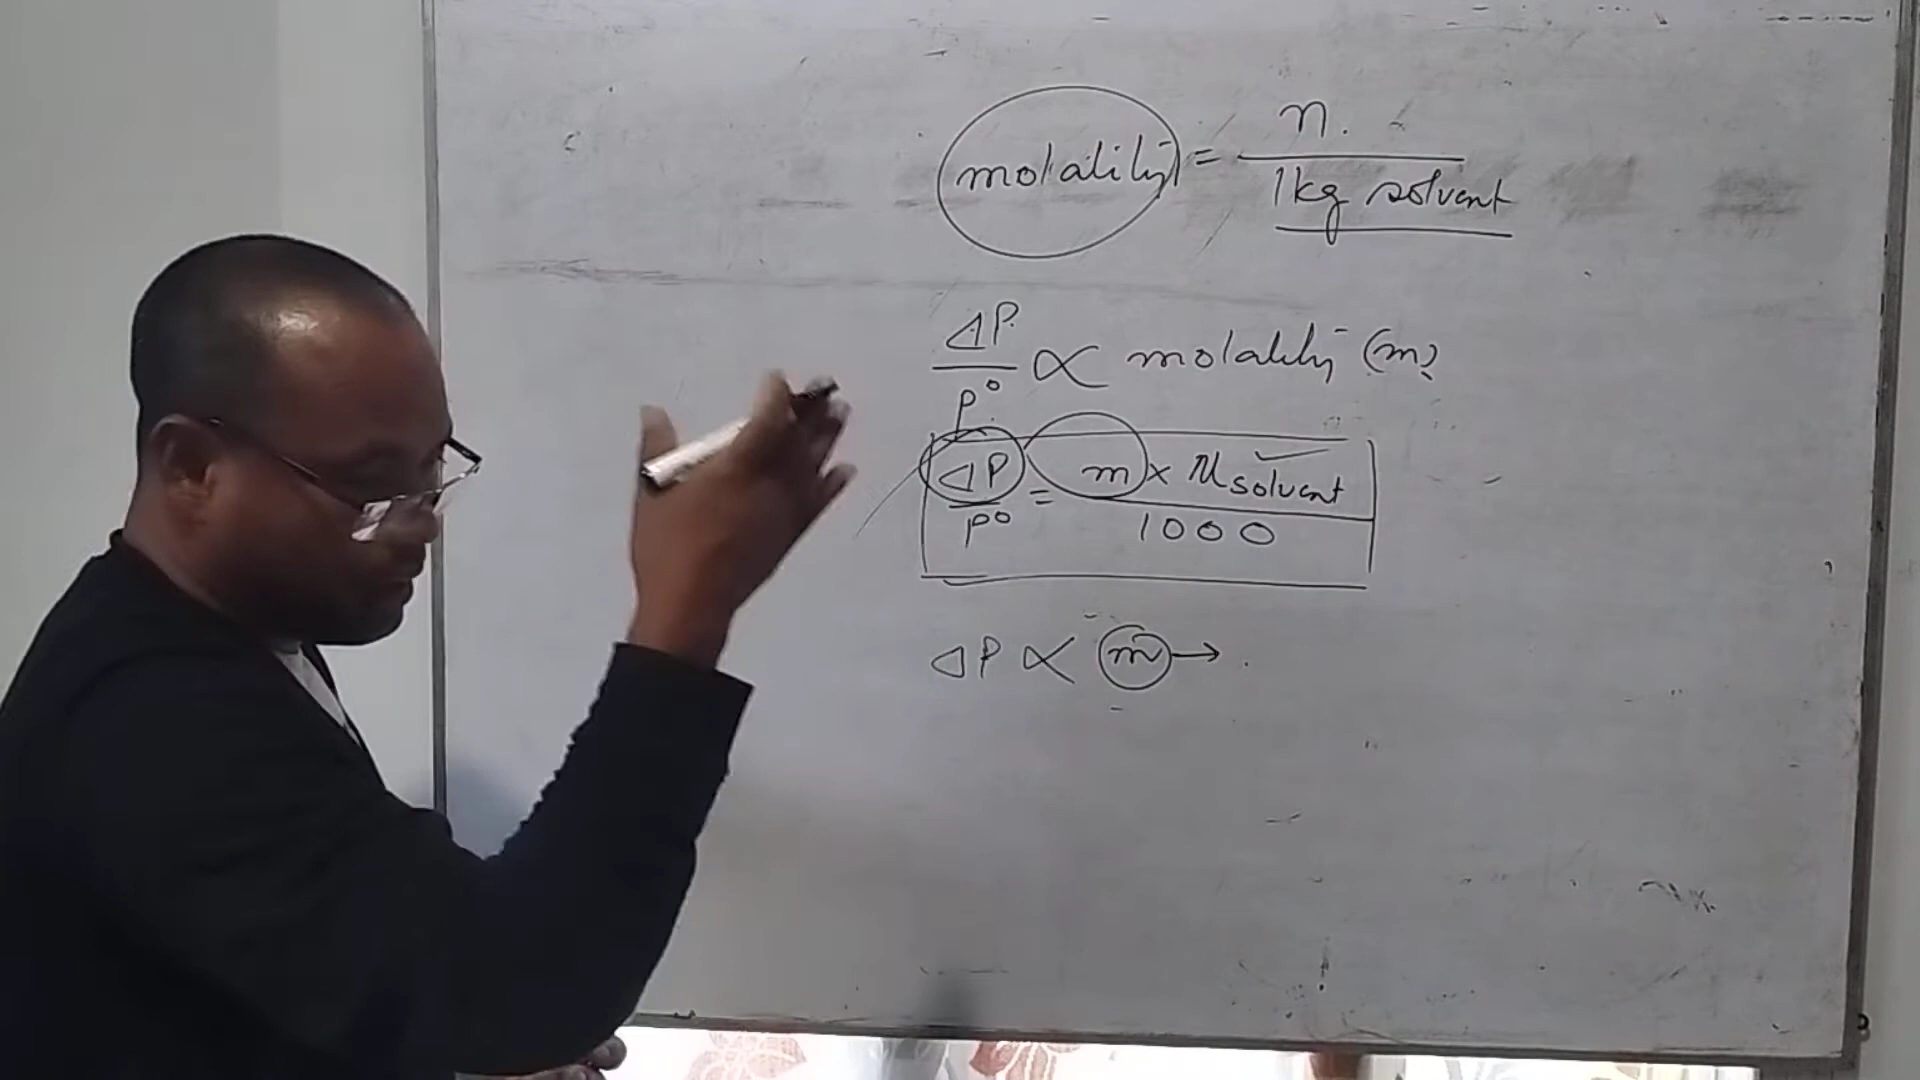 molality = n.
1kg solvent
ΔP. ∝ molality (m)
P°
ΔP = m × Msolvent
P° 1000
ΔP ∝ m → .